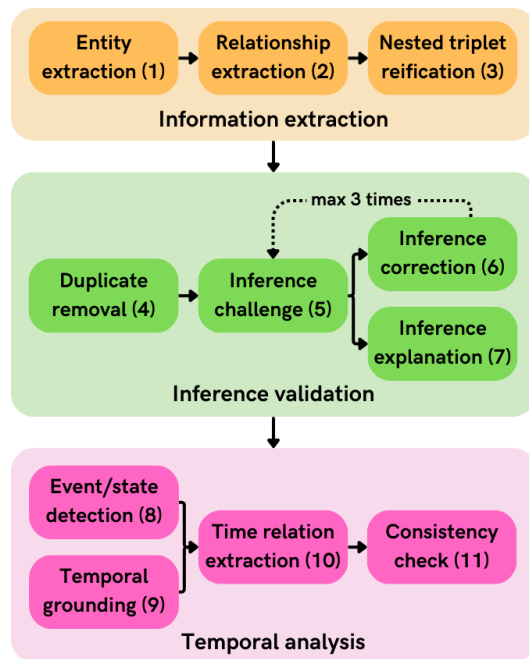 Entity
extraction (1)
Relationship
extraction (2)
Nested triplet
reification (3)
Information extraction
max 3 times
Duplicate
removal (4)
Inference
challenge (5)
Inference
correction (6)
Inference
explanation (7)
Inference validation
Event/state
detection (8)
Temporal
grounding (9)
Time relation
extraction (10)
Consistency
check (11)
Temporal analysis